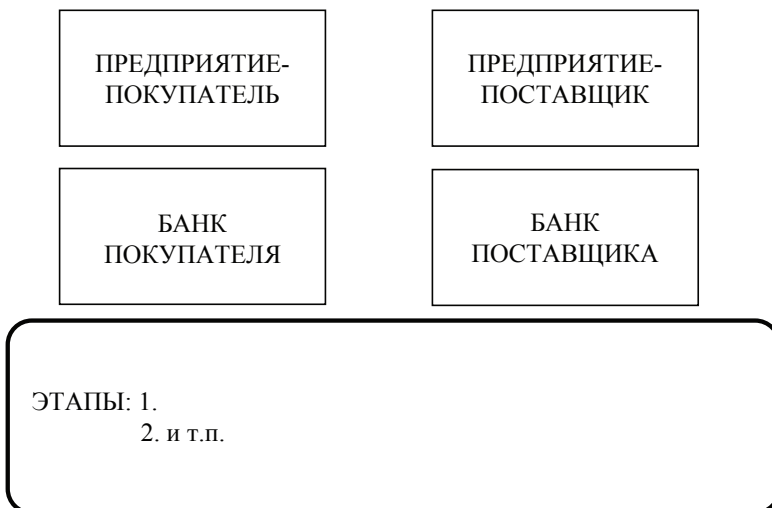 ПРЕДПРИЯТИЕ-
ПОКУПАТЕЛЬ
ПРЕДПРИЯТИЕ-
ПОСТАВЩИК
БАНК
ПОКУПАТЕЛЯ
БАНК
ПОСТАВЩИКА
ЭТАПЫ: 1.
2. и т.п.